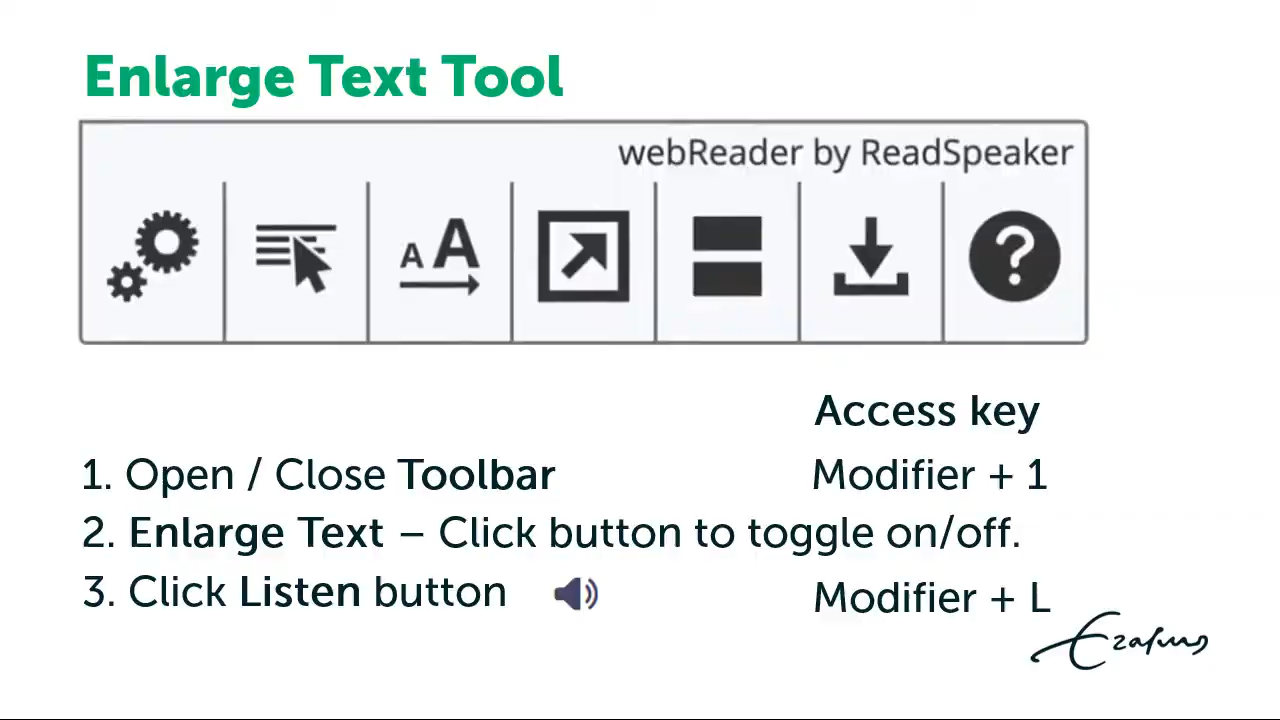 Enlarge Text Tool
webReader by ReadSpeaker
A A
?
Access key
1. Open / Close Toolbar Modifier + 1
2. Enlarge Text – Click button to toggle on/off.
3. Click Listen button Modifier + L
Erasmus